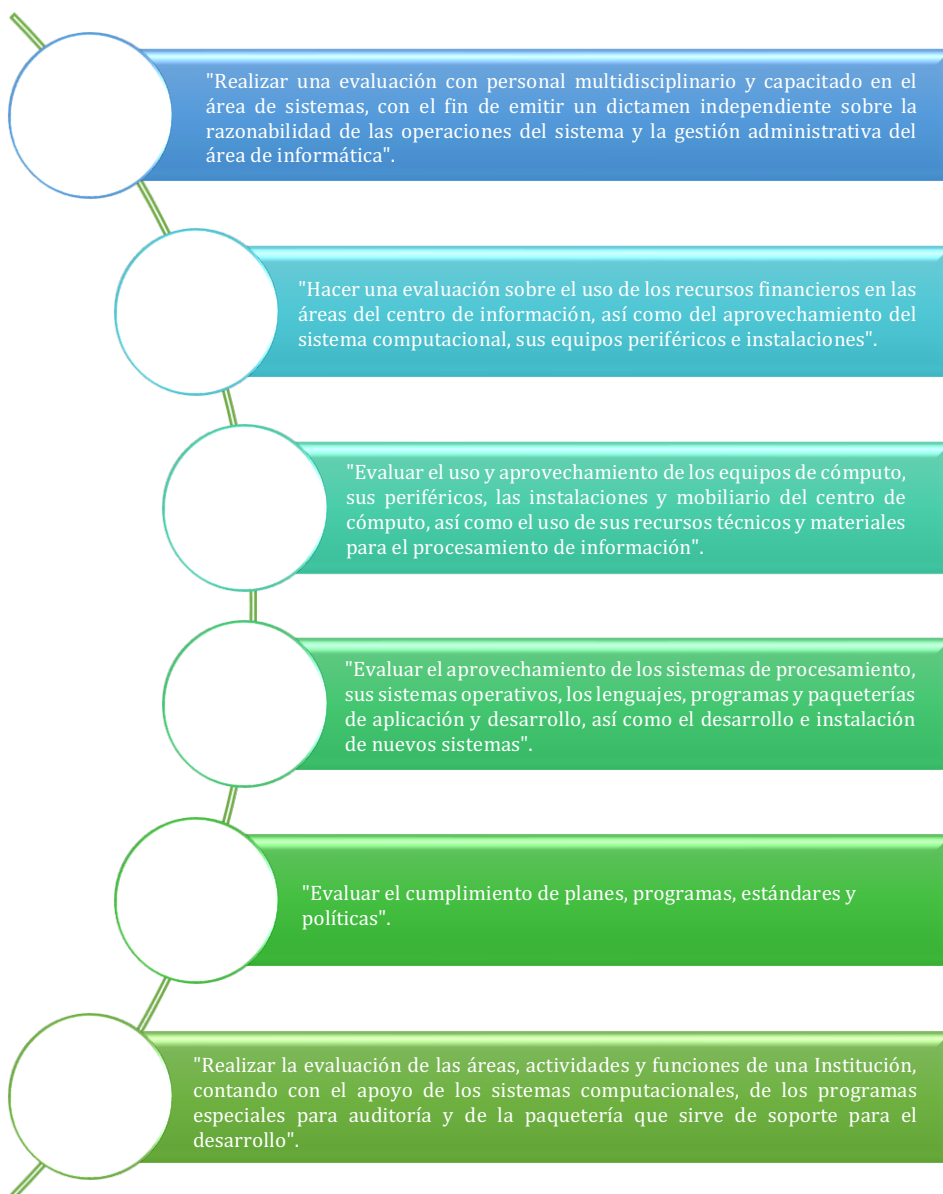 "Realizar una evaluación con personal multidisciplinario y capacitado en el
área de sistemas, con el fin de emitir un dictamen independiente sobre la
razonabilidad de las operaciones del sistema y la gestión administrativa del
área de informática".
"Hacer una evaluación sobre el uso de los recursos financieros en las
áreas del centro de información, así como del aprovechamiento del
sistema computacional, sus equipos periféricos e instalaciones".
"Evaluar el uso y aprovechamiento de los equipos de cómputo,
sus periféricos, las instalaciones y mobiliario del centro de
cómputo, así como el uso de sus recursos técnicos y materiales
para el procesamiento de información".
"Evaluar el aprovechamiento de los sistemas de procesamiento,
sus sistemas operativos, los lenguajes, programas y paqueterías
de aplicación y desarrollo, así como el desarrollo e instalación
de nuevos sistemas".
"Evaluar el cumplimiento de planes, programas, estándares y
políticas".
"Realizar la evaluación de las áreas, actividades y funciones de una Institución,
contando con el apoyo de los sistemas computacionales, de los programas
especiales para auditoría y de la paquetería que sirve de soporte para el
desarrollo".